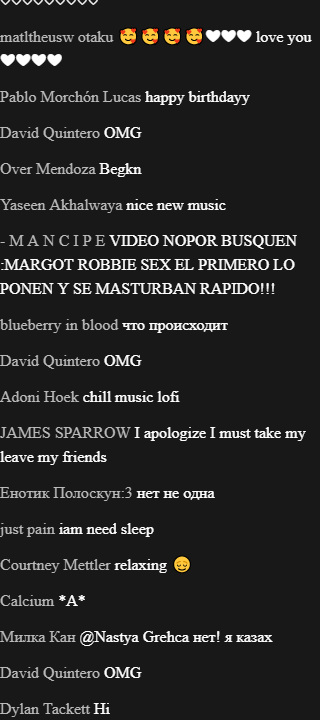 matltheusw otaku 🥰 🥰 🥰 🥰🤍🤍🤍 love you
🤍🤍🤍🤍
Pablo Morchón Lucas happy birthdayy
David Quintero OMG
Over Mendoza Begkn
Yaseen Akhalwaya nice new music
- M A N C I P E VIDEO NOPOR BUSQUEN
:MARGOT ROBBIE SEX EL PRIMERO LO
PONEN Y SE MASTURBAN RAPIDO!!!
blueberry in blood что происходит
David Quintero OMG
Adoni Hoek chill music lofi
JAMES SPARROW I apologize I must take my
leave my friends
Енотик Полоскун:3 нет не одна
just pain iam need sleep
Courtney Mettler relaxing 😌
Calcium *A*
Милка Кан @Nastya Grehca нет! я казах
David Quintero OMG
Dylan Tackett Hi